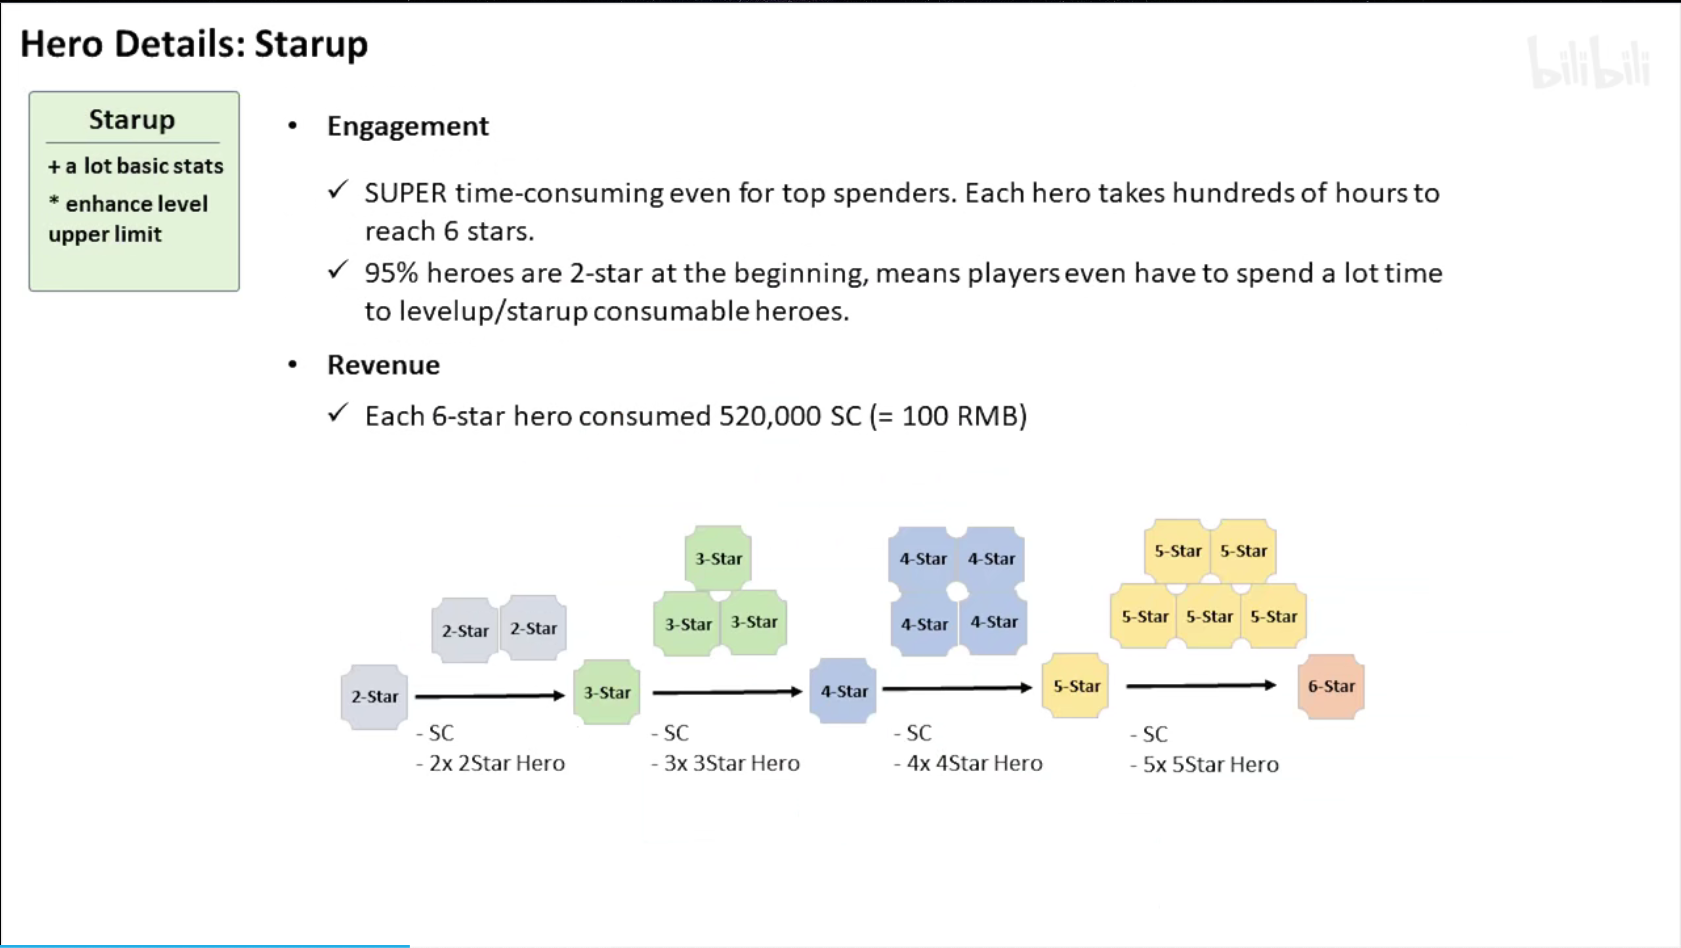 Hero Details: Starup
bilibili
Starup
+ a lot basic stats
* enhance level
upper limit
• Engagement
✓ SUPER time-consuming even for top spenders. Each hero takes hundreds of hours to
reach 6 stars.
✓ 95% heroes are 2-star at the beginning, means players even have to spend a lot time
to levelup/starup consumable heroes.
• Revenue
✓ Each 6-star hero consumed 520,000 SC (= 100 RMB)
2-Star 2-Star
2-Star
- SC
- 2x 2Star Hero
3-Star
3-Star 3-Star
3-Star
- SC
- 3x 3Star Hero
4-Star 4-Star
4-Star 4-Star
4-Star
- SC
- 4x 4Star Hero
5-Star 5-Star
5-Star 5-Star 5-Star
5-Star
- SC
- 5x 5Star Hero
6-Star